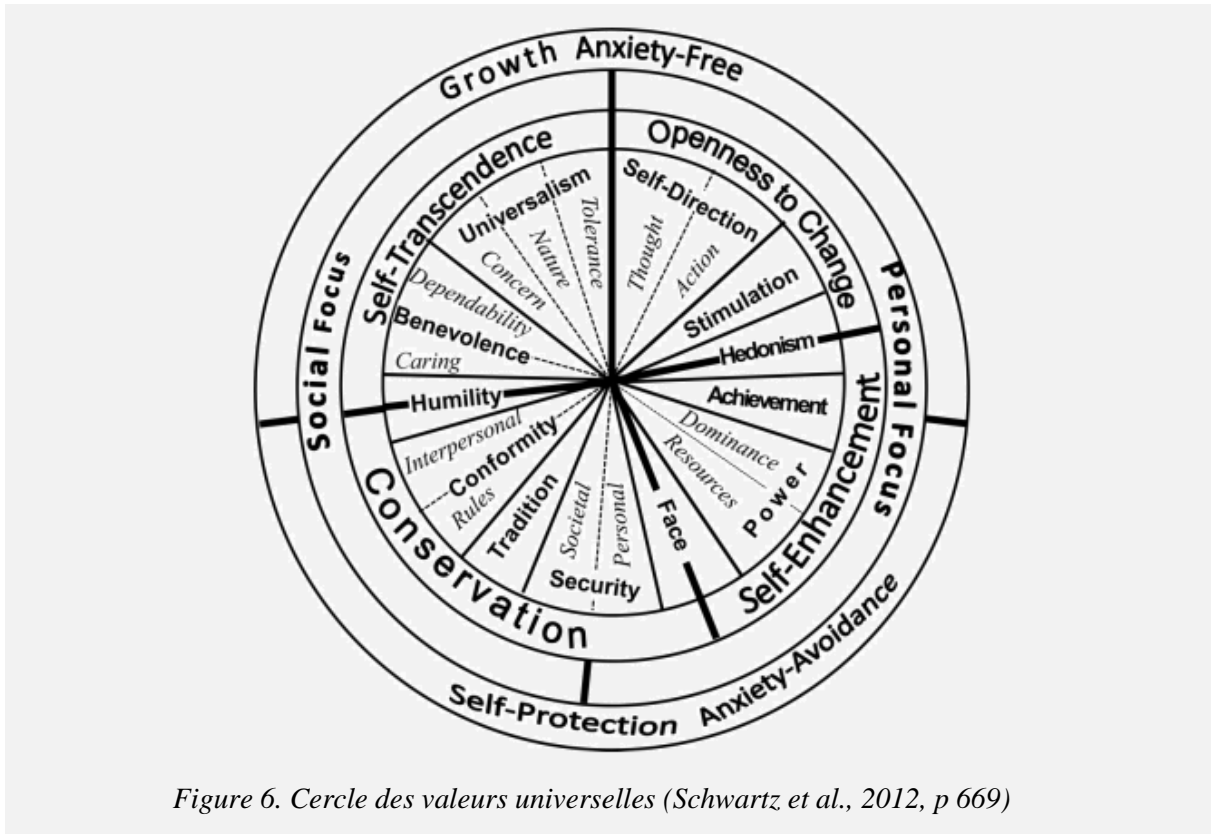 Growth Anxiety-Free
Social Focus
Personal Focus
Self-Protection Anxiety-Avoidance
Self-Transcendence
Openness to Change
Conservation
Self-Enhancement
Universalism
Concern
Nature
Tolerance
Self-Direction
Thought
Action
Stimulation
Hedonism
Achievement
Dominance
Resources
Power
Face
Personal
Societal
Security
Tradition
Rules
Conformity
Interpersonal
Humility
Caring
Benevolence
Dependability
Figure 6. Cercle des valeurs universelles (Schwartz et al., 2012, p 669)